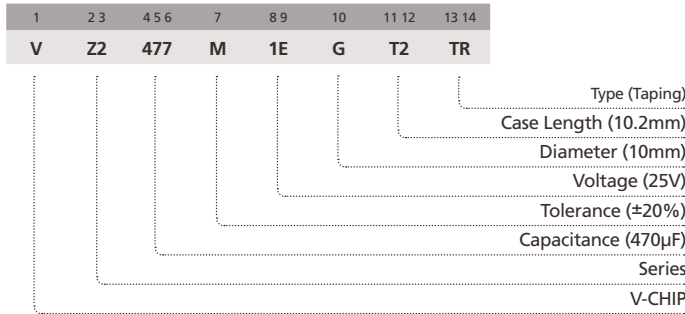 1 2 3 4 5 6 7 8 9 10 11 12 13 14
V Z2 477 M 1E G T2 TR
Type (Taping)
Case Length (10.2mm)
Diameter (10mm)
Voltage (25V)
Tolerance (±20%)
Capacitance (470µF)
Series
V-CHIP